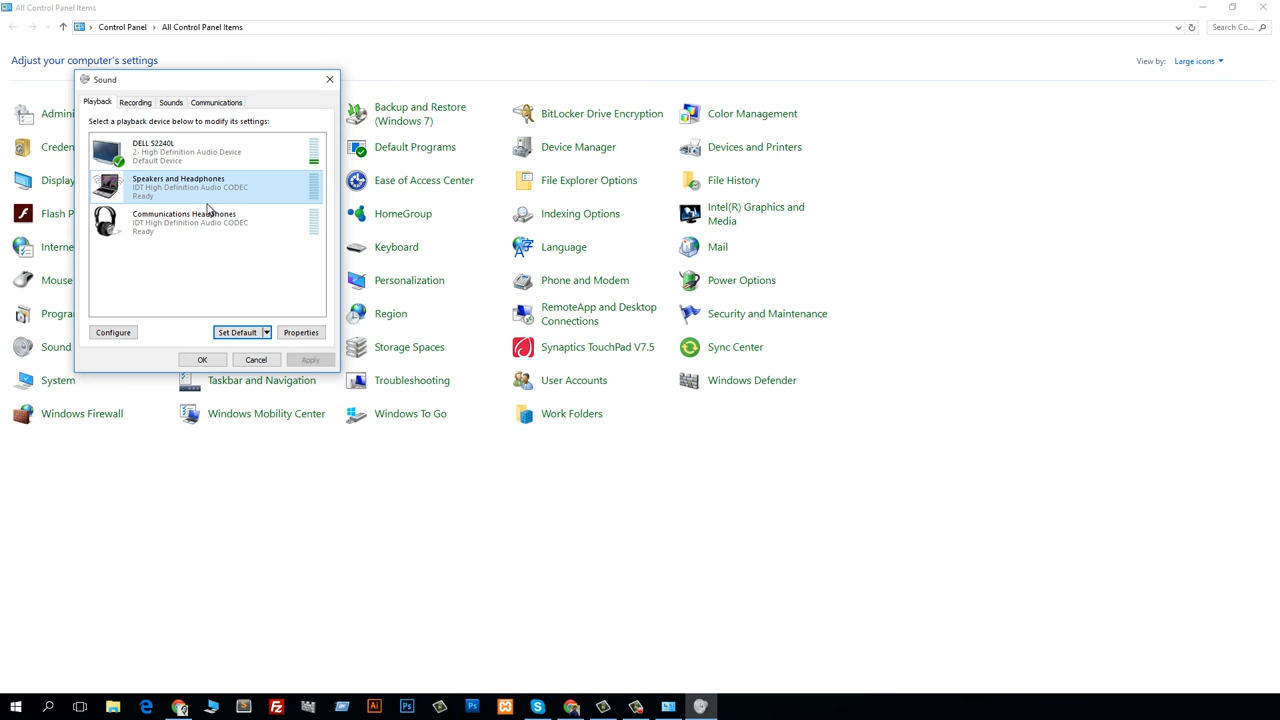 All Control Panel Items
Control Panel > All Control Panel Items
Search Co...
Adjust your computer's settings
View by: Large icons
Sound
Playback Recording Sounds Communications
Select a playback device below to modify its settings:
DELL S2240L
2- High Definition Audio Device
Default Device
Speakers and Headphones
IDT High Definition Audio CODEC
Ready
Communications Headphones
IDT High Definition Audio CODEC
Ready
Configure Set Default Properties
OK Cancel Apply
Admini
Backup and Restore
(Windows 7)
BitLocker Drive Encryption
Color Management
Creden
Default Programs
Device Manager
Devices and Printers
Display
Ease of Access Center
File Explorer Options
File History
Flash P
HomeGroup
Indexing Options
Intel(R) Graphics and
Media
Interne
Keyboard
Language
Mail
Mouse
Personalization
Phone and Modem
Power Options
Progra
Region
RemoteApp and Desktop
Connections
Security and Maintenance
Sound
Storage Spaces
Synaptics TouchPad V7.5
Sync Center
System
Taskbar and Navigation
Troubleshooting
User Accounts
Windows Defender
Windows Firewall
Windows Mobility Center
Windows To Go
Work Folders